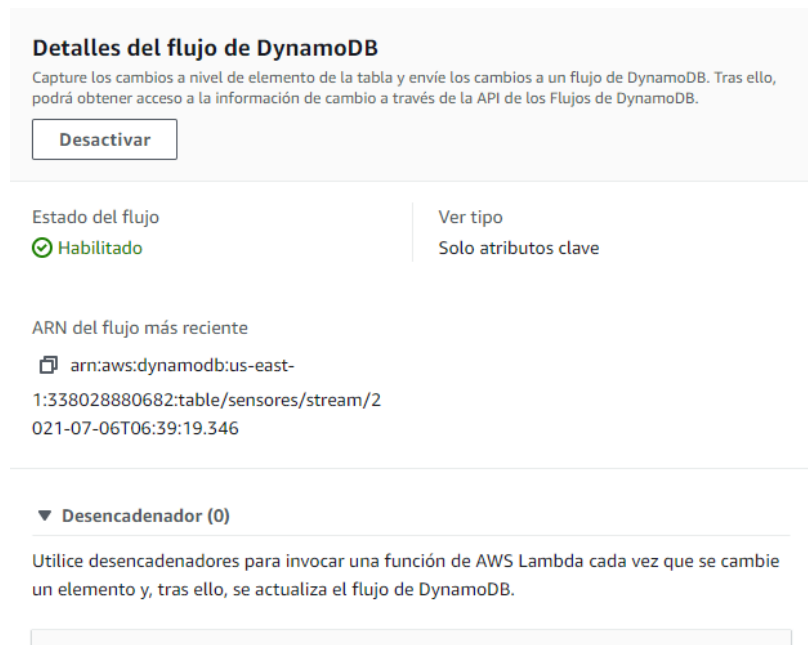 Detalles del flujo de DynamoDB
Capture los cambios a nivel de elemento de la tabla y envíe los cambios a un flujo de DynamoDB. Tras ello,
podrá obtener acceso a la información de cambio a través de la API de los Flujos de DynamoDB.
Desactivar
Estado del flujo
Habilitado
Ver tipo
Solo atributos clave
ARN del flujo más reciente
arn:aws:dynamodb:us-east-
1:338028880682:table/sensores/stream/2
021-07-06T06:39:19.346
Desencadenador (0)
Utilice desencadenadores para invocar una función de AWS Lambda cada vez que se cambie
un elemento y, tras ello, se actualiza el flujo de DynamoDB.